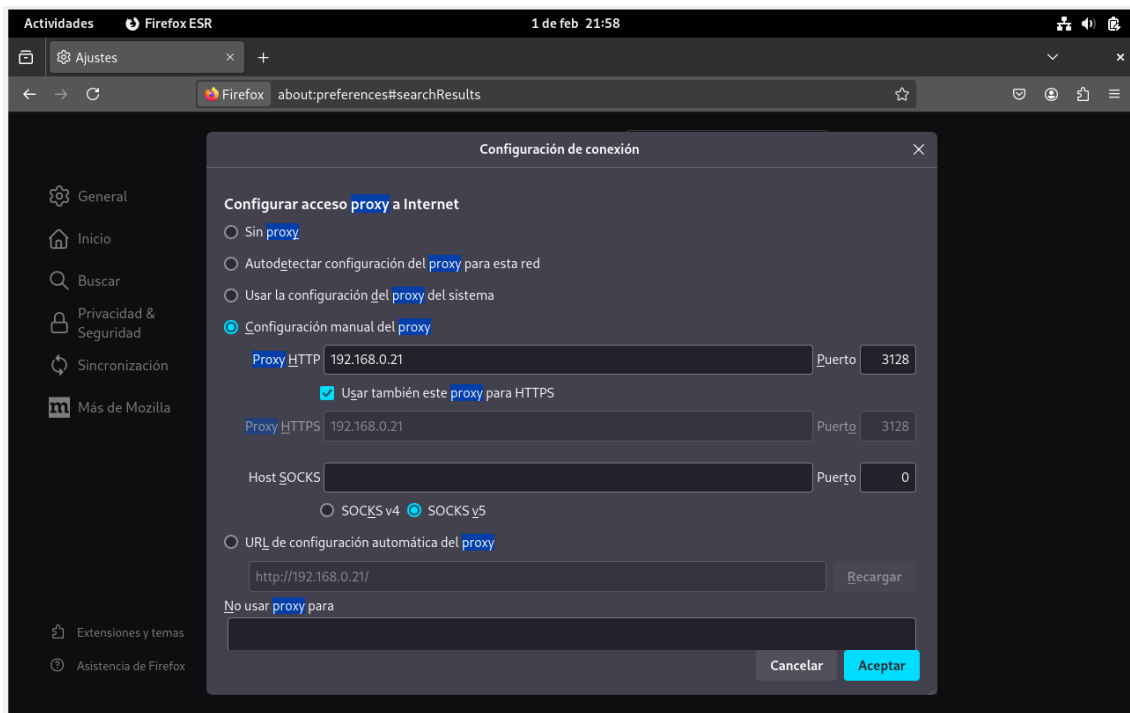 Actividades Firefox ESR 1 de feb 21:58
Ajustes
Firefox about:preferences#searchResults
Configuración de conexión
General
Inicio
Buscar
Privacidad &
Seguridad
Sincronización
Más de Mozilla
Extensiones y temas
Asistencia de Firefox
Configurar acceso proxy a Internet
Sin proxy
Autodetectar configuración del proxy para esta red
Usar la configuración del proxy del sistema
Configuración manual del proxy
Proxy HTTP 192.168.0.21 Puerto 3128
Usar también este proxy para HTTPS
Proxy HTTPS 192.168.0.21 Puerto 3128
Host SOCKS Puerto 0
SOCKS v4 SOCKS v5
URL de configuración automática del proxy
http://192.168.0.21/ Recargar
No usar proxy para
Cancelar Aceptar